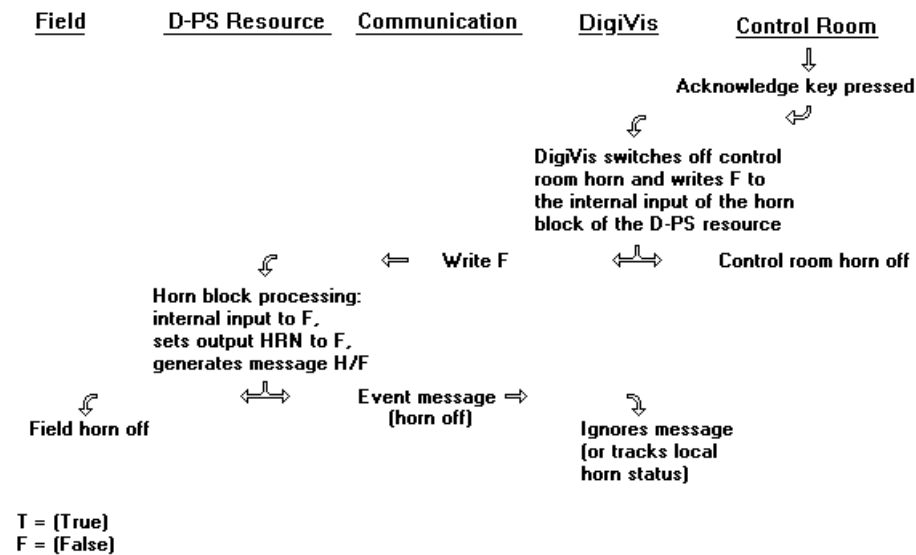 Field D-PS Resource Communication DigiVis Control Room
Acknowledge key pressed
DigiVis switches off control
room horn and writes F to
the internal input of the horn
block of the D-PS resource
Write F
Control room horn off
Horn block processing:
internal input to F,
sets output HRN to F,
generates message H/F
Field horn off
Event message
(horn off)
Ignores message
(or tracks local
horn status)
T = (True)
F = (False)